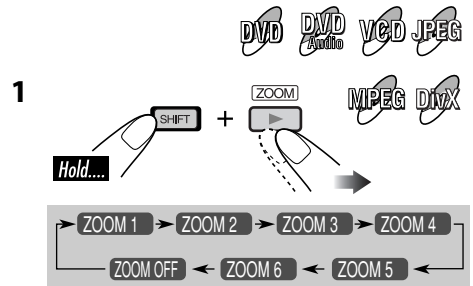 DVD DVD Audio VCD JPEG
MPEG DivX
1
ZOOM
SHIFT + 
Hold....
ZOOM 1 ZOOM 2 ZOOM 3 ZOOM 4
ZOOM OFF ZOOM 6 ZOOM 5